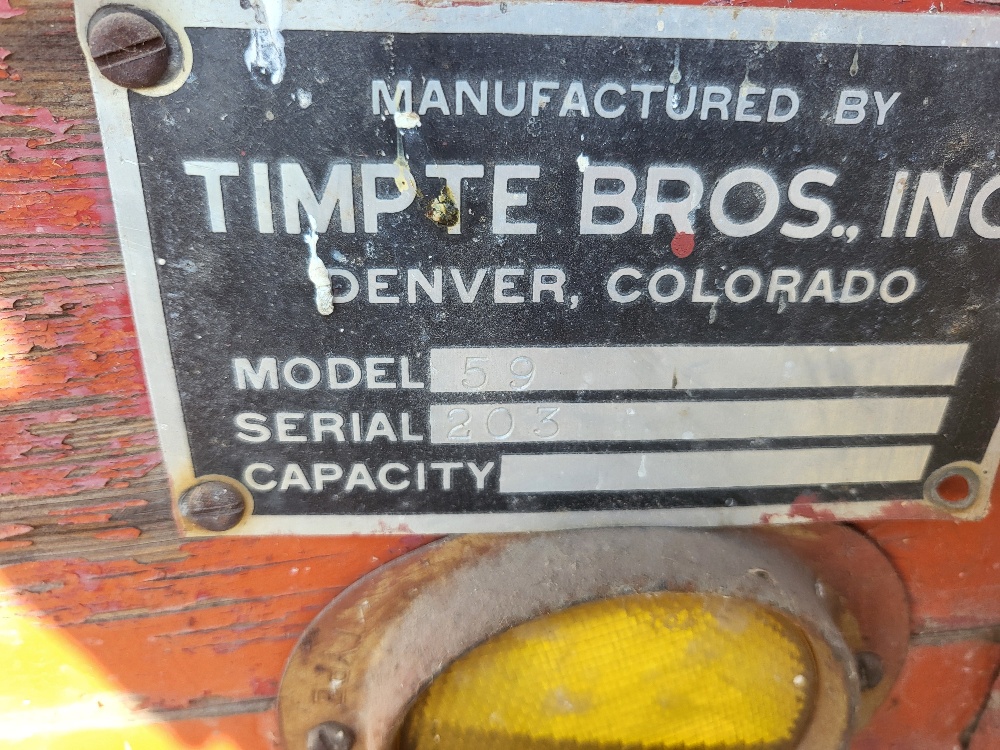 MANUFACTURED BY
TIMPTE BROS., INC
DENVER, COLORADO
MODEL 59
SERIAL 203
CAPACITY